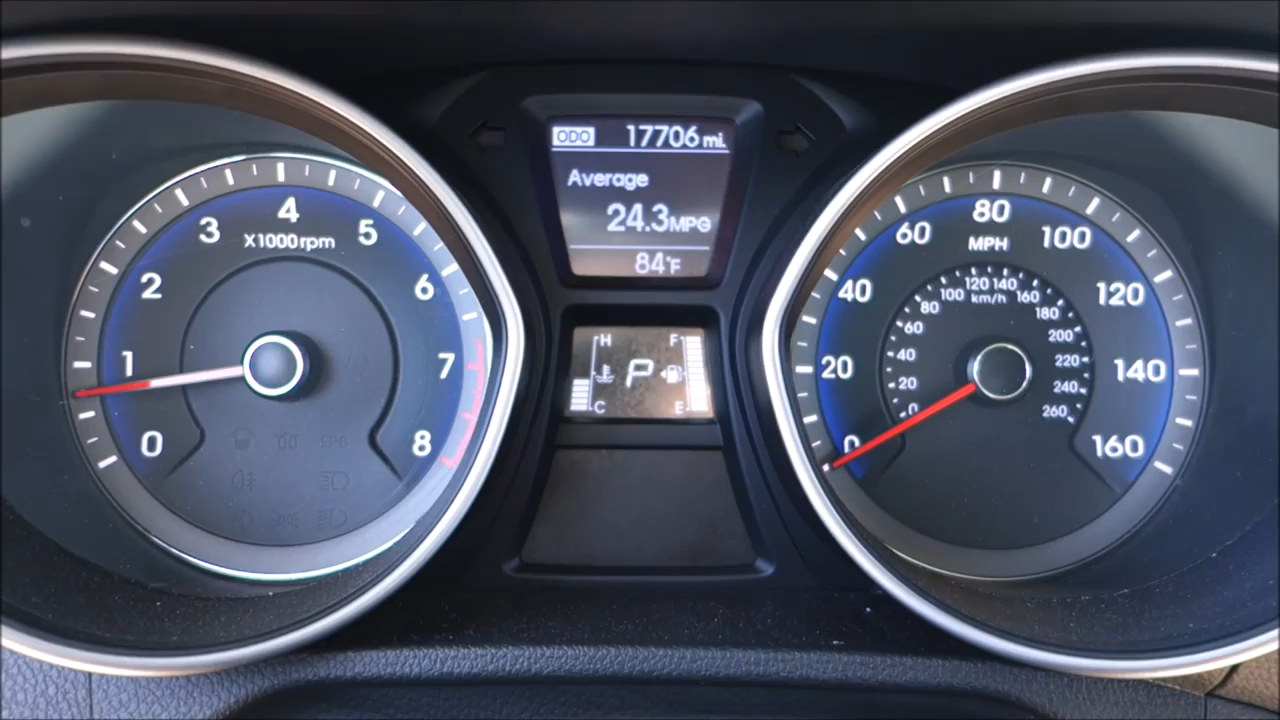 ODO 17706 mi.
Average
24.3 MPG
84°F
H F
P
C E
4
3 5
X1000rpm
2 6
1 7
0 8
EPB
80
60 100
MPH
40 120
20 140
0 160
120 140
100 km/h 160
80 180
60 200
40 220
20 240
0 260